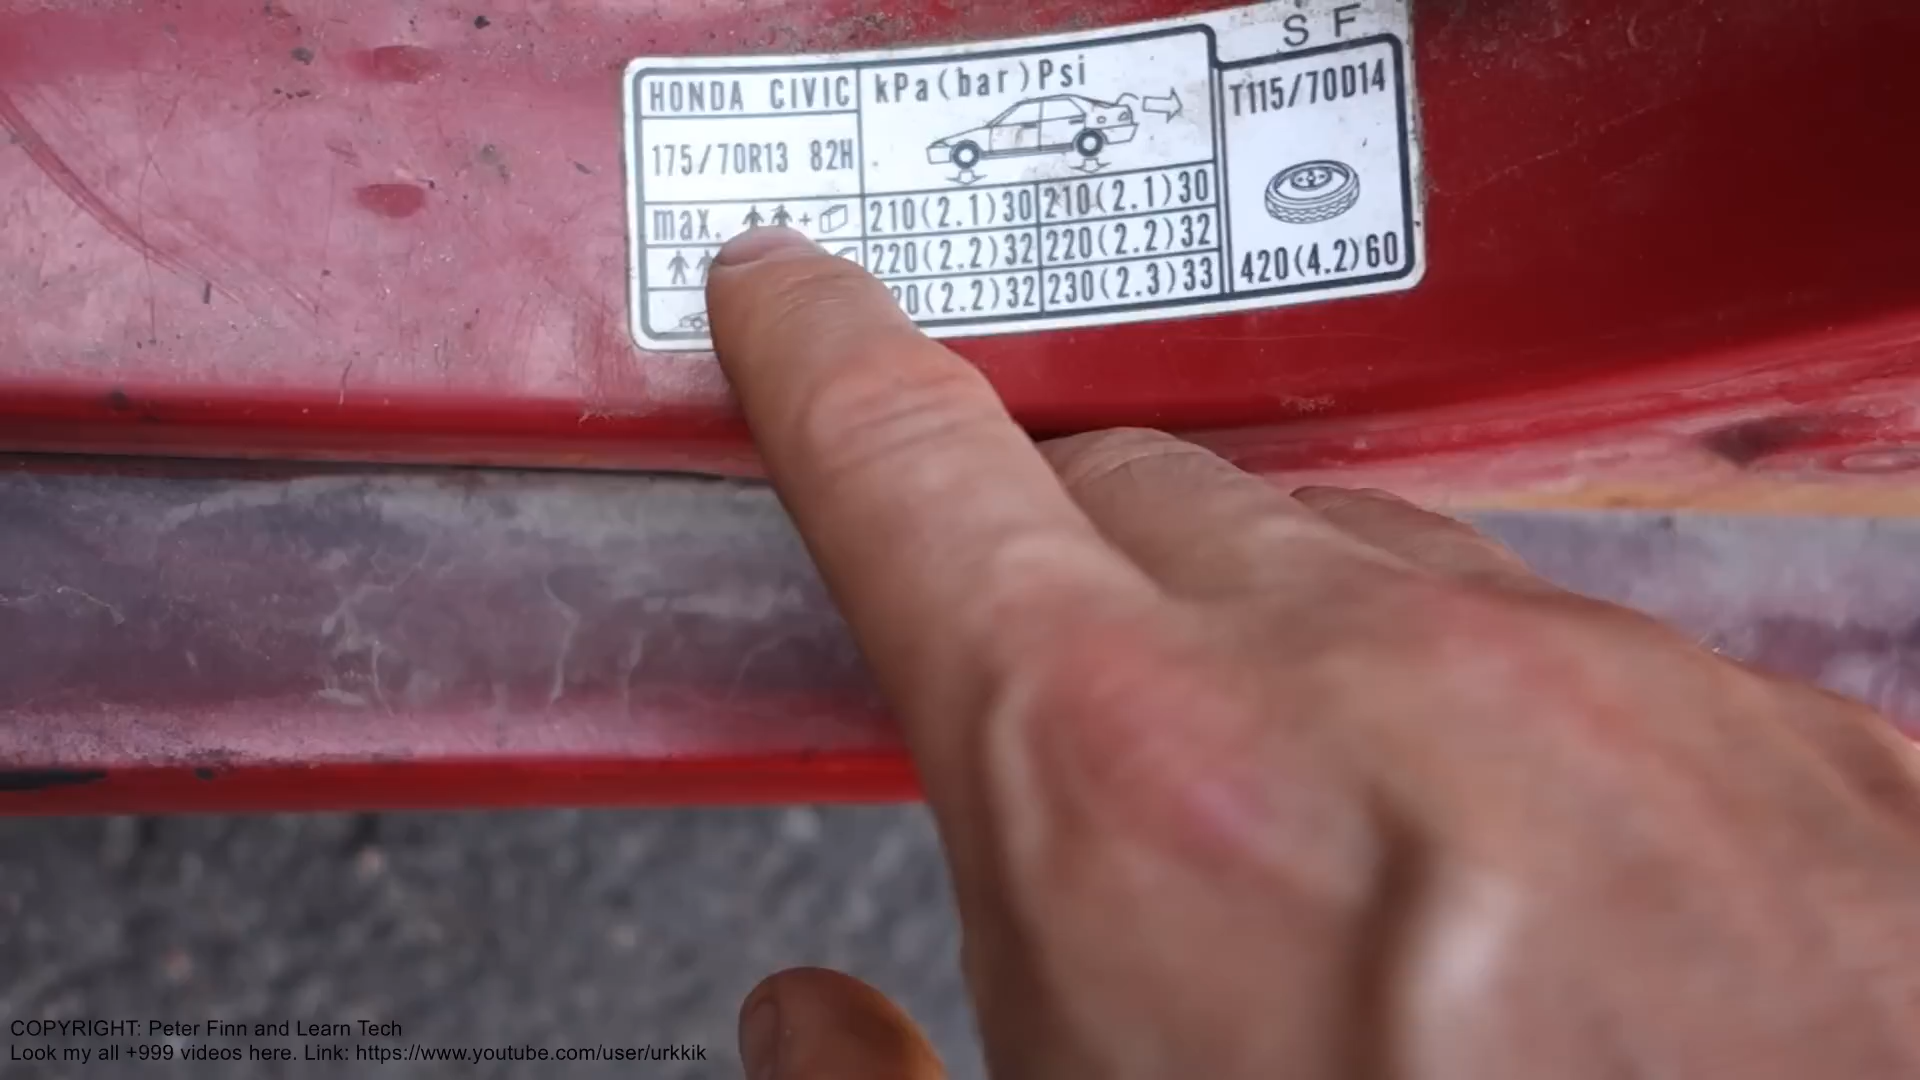 S F
HONDA CIVIC
kPa(bar)Psi
T115/70D14
175/70R13 82H
max. + 210(2.1)30 210(2.1)30
220(2.2)32 220(2.2)32
420(4.2)60
0(2.2)32 230(2.3)33
COPYRIGHT: Peter Finn and Learn Tech
Look my all +999 videos here. Link: https://www.youtube.com/user/urkkik